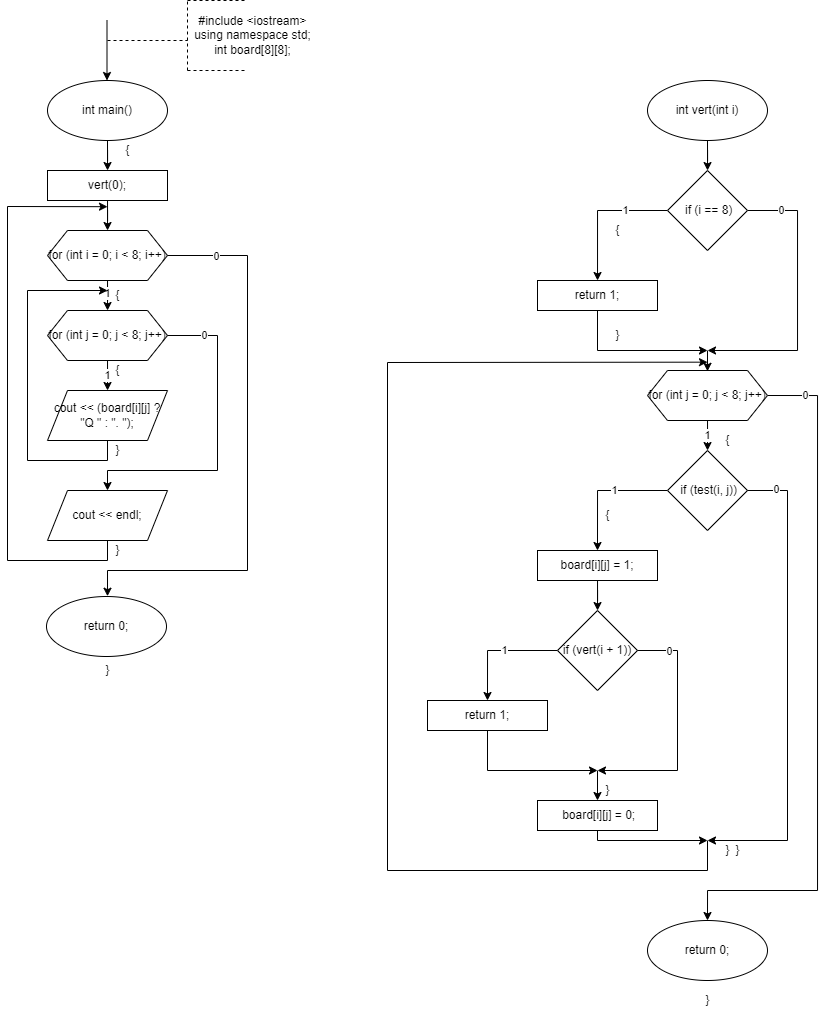 #include <iostream>
using namespace std;
int board[8][8];
int main()
{
vert(0);
for (int i = 0; i < 8; i++)
0
1
{
for (int j = 0; j < 8; j++)
0
1
{
cout << (board[i][j] ?
"Q " : ". ");
}
cout << endl;
}
return 0;
}
int vert(int i)
if (i == 8)
1
0
{
return 1;
}
for (int j = 0; j < 8; j++)
0
1
{
if (test(i, j))
1
0
{
board[i][j] = 1;
if (vert(i + 1))
1
0
return 1;
}
board[i][j] = 0;
} }
return 0;
}